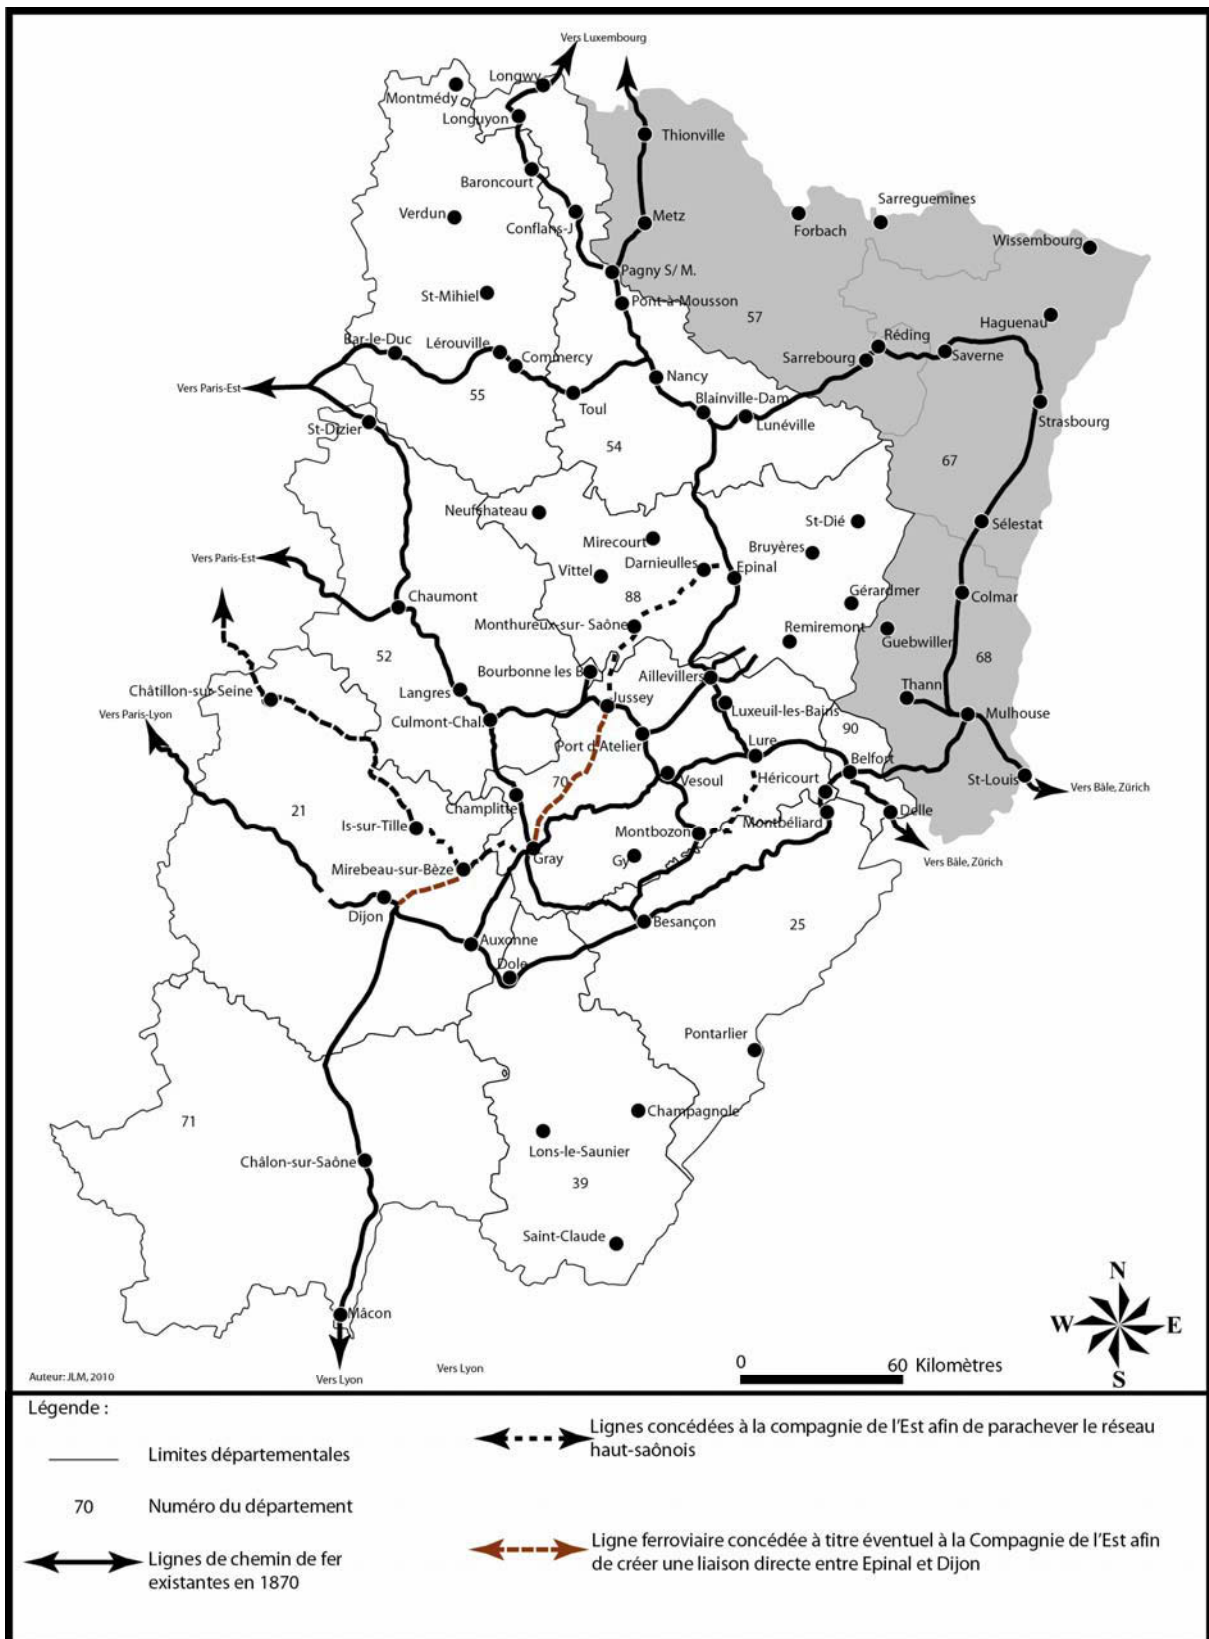 Vers Luxembourg
Longwy
Montmédy
Longuyon
Thionville
Baroncourt
Sarreguemines
Verdun
Conflans-J
Metz
Forbach
Wissembourg
Pagny S/ M.
St-Mihiel
Pont-à-Mousson
57
Haguenau
Bar-le-Duc
Lérouville
Commercy
Réding
Sarrebourg
Saverne
Vers Paris-Est
Nancy
55
Toul
Blainville-Dam
Lunéville
St-Dizier
Strasbourg
54
67
Neufshateau
St-Dié
Sélestat
Mirecourt
Bruyères
Vers Paris-Est
Darnieulles
Vittel
Epinal
88
Chaumont
Gérardmer
Colmar
Monthureux-sur- Saône
Remiremont
Guebwiller
52
68
Bourbonne les B
Aillevillers
Châtillon-sur-Seine
Langres
Thann
Jussey
Luxeuil-les-Bains
Mulhouse
Vers Paris-Lyon
Culmont-Chal.
90
Port d'Atelier
Lure
Belfort
70
Vesoul
Héricourt
St-Louis
Vers Bâle, Zürich
21
Champlitte
Delle
Is-sur-Tille
Montbozon
Montbéliard
Gray
Gy
Vers Bâle, Zürich
Mirebeau-sur-Bèze
Dijon
Besançon
25
Auxonne
Dole
Pontarlier
71
Champagnole
Lons-le-Saunier
Châlon-sur-Saône
39
Saint-Claude
N
Mâcon
W
E
S
0
60 Kilomètres
Vers Lyon
Vers Lyon
Auteur: JLM, 2010
Légende :
Limites départementales
70
Numéro du département
Lignes de chemin de fer
existantes en 1870
Lignes concédées à la compagnie de l'Est afin de parachever le réseau
haut-saônois
Ligne ferroviaire concédée à titre éventuel à la Compagnie de l'Est afin
de créer une liaison directe entre Epinal et Dijon